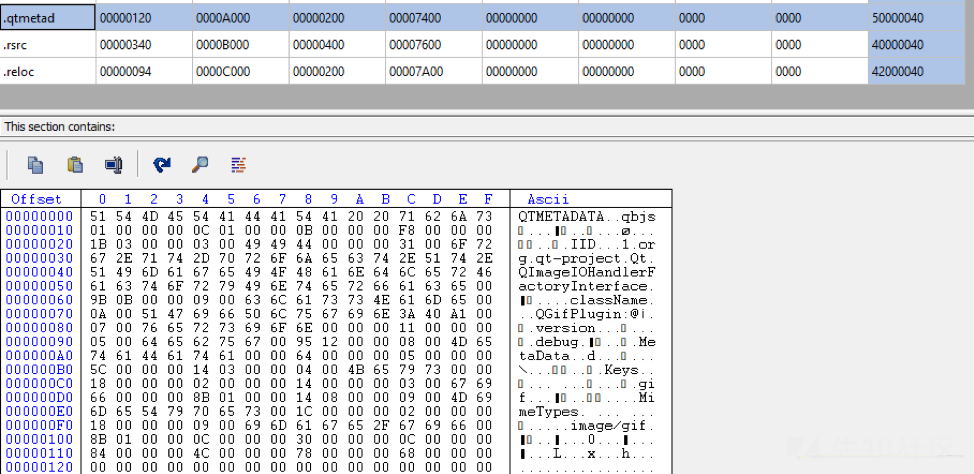 .qtmetad 00000120 0000A000 00000200 00007400 00000000 00000000 0000 0000 50000040
.rsrc 00000340 0000B000 00000400 00007600 00000000 00000000 0000 0000 40000040
.reloc 00000094 0000C000 00000200 00007A00 00000000 00000000 0000 0000 42000040
This section contains:
Offset 0 1 2 3 4 5 6 7 8 9 A B C D E F Ascii
00000000 51 54 4D 45 54 41 44 41 54 41 20 20 71 62 6A 73 QTMETADATA..qbjs
00000010 01 00 00 00 0C 01 00 00 0B 00 00 00 F8 00 00 00 ø...
00000020 1B 03 00 00 03 00 49 49 44 00 00 00 31 00 6F 72 .IID...1.or
00000030 67 2E 71 74 2D 70 72 6F 6A 65 63 74 2E 51 74 2E g.qt-project.Qt.
00000040 51 49 6D 61 67 65 49 4F 48 61 6E 64 6C 65 72 46 QImageIOHandlerF
00000050 61 63 74 6F 72 79 49 6E 74 65 72 66 61 63 65 00 actoryInterface.
00000060 9B 0B 00 00 09 00 63 6C 61 73 73 4E 61 6D 65 00 ....className.
00000070 0A 00 51 47 69 66 50 6C 75 67 69 6E 3A 40 A1 00 ..QGifPlugin:@¡.
00000080 07 00 76 65 72 73 69 6F 6E 00 00 00 11 00 00 00 .version...
00000090 05 00 64 65 62 75 67 00 95 12 00 00 08 00 4D 65 .debug. .Me
000000A0 74 61 44 61 74 61 00 00 64 00 00 00 05 00 00 00 taData..d...
000000B0 5C 00 00 00 14 03 00 00 04 00 4B 65 79 73 00 00 \... .Keys..
000000C0 18 00 00 00 02 00 00 00 14 00 00 00 03 00 67 69 .gi
000000D0 66 00 00 00 8B 01 00 00 14 08 00 00 09 00 4D 69 f... ....Mi
000000E0 6D 65 54 79 70 65 73 00 1C 00 00 00 02 00 00 00 meTypes.
000000F0 18 00 00 00 09 00 69 6D 61 67 65 2F 67 69 66 00 .....image/gif.
00000100 8B 01 00 00 0C 00 00 00 30 00 00 00 0C 00 00 00 0...
00000110 84 00 00 00 4C 00 00 00 78 00 00 00 68 00 00 00 ...L...x...h...
00000120 00 00 00 00 00 00 00 00 00 00 00 00 00 00 00 00 ................